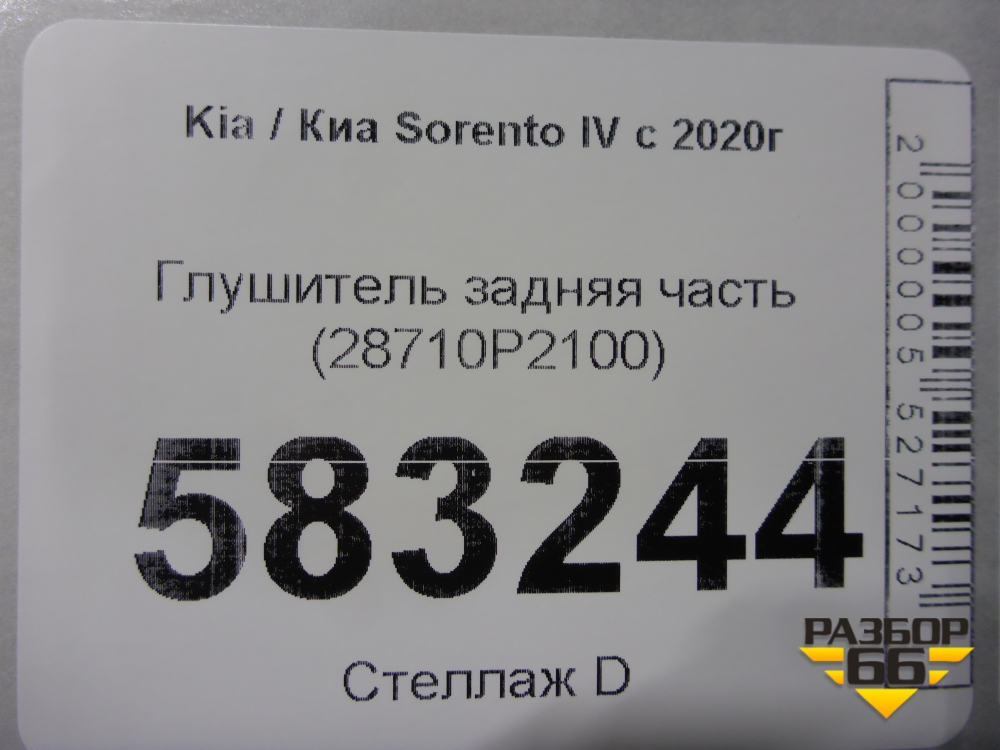 Kia / Киа Sorento IV с 2020г
Глушитель задняя часть
(28710P2100)
583244
Стеллаж D
2000005527173
РАЗБОР
66